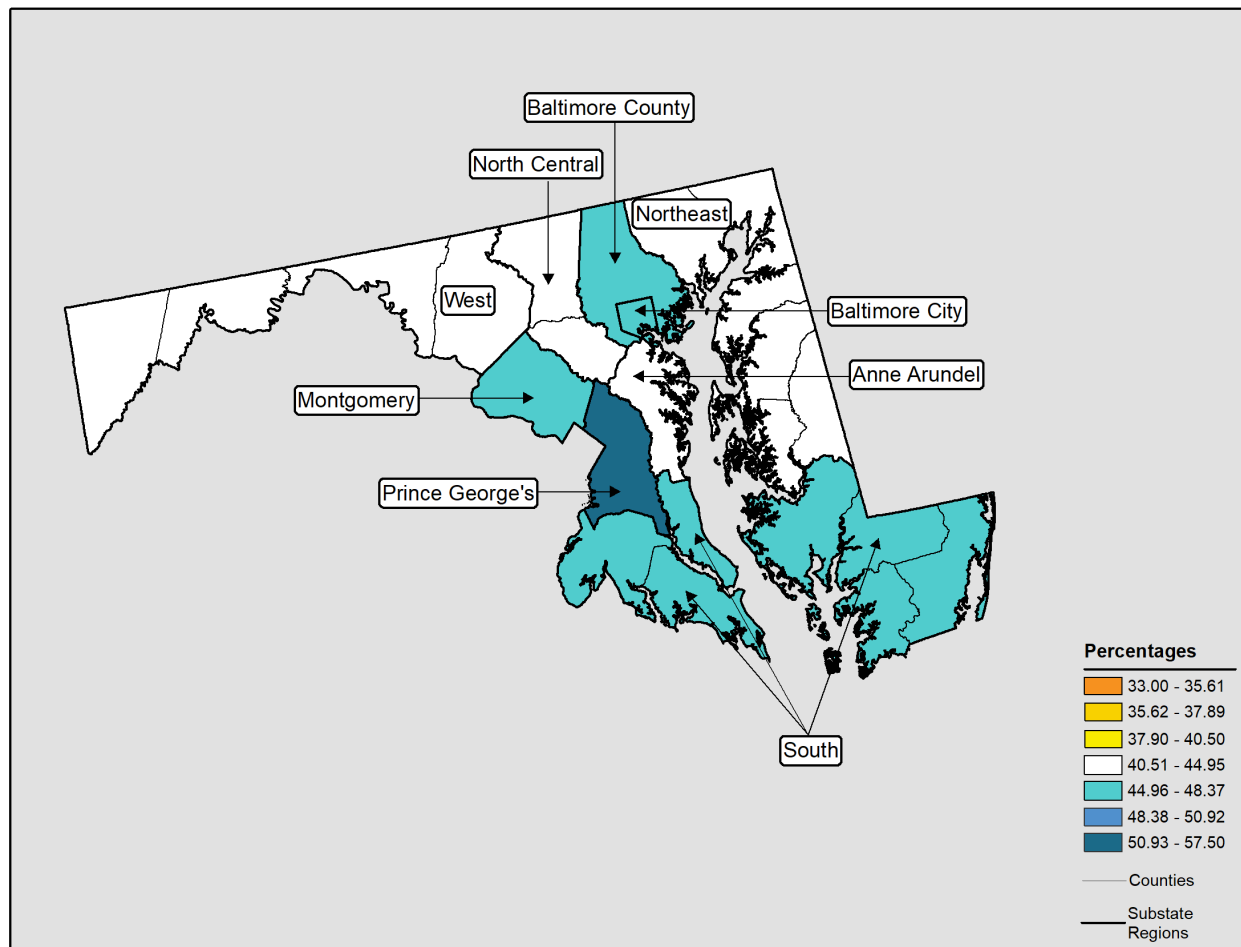 Baltimore County
North Central
Northeast
West
Baltimore City
Anne Arundel
Montgomery
Prince George's
South
Percentages
33.00 - 35.61
35.62 - 37.89
37.90 - 40.50
40.51 - 44.95
44.96 - 48.37
48.38 - 50.92
50.93 - 57.50
Counties
Substate
Regions